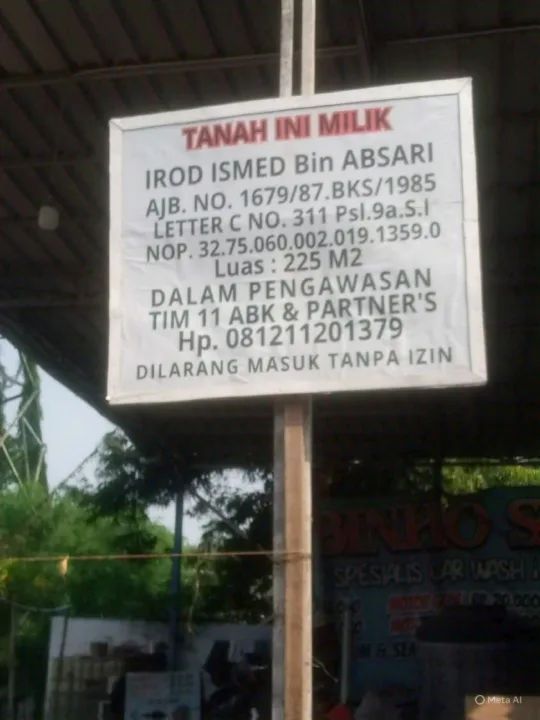 TANAH INI MILIK
IROD ISMED Bin ABSARI
AJB. NO. 1679/87.BKS/1985
LETTER C NO. 311 Psl.9a.S.I
NOP. 32.75.060.002.019.1359.0
Luas : 225 M2
DALAM PENGAWASAN
TIM 11 ABK & PARTNER'S
Hp. 081211201379
DILARANG MASUK TANPA IZIN
BINHO S
SPESIALIS CAR WASH
Meta AI